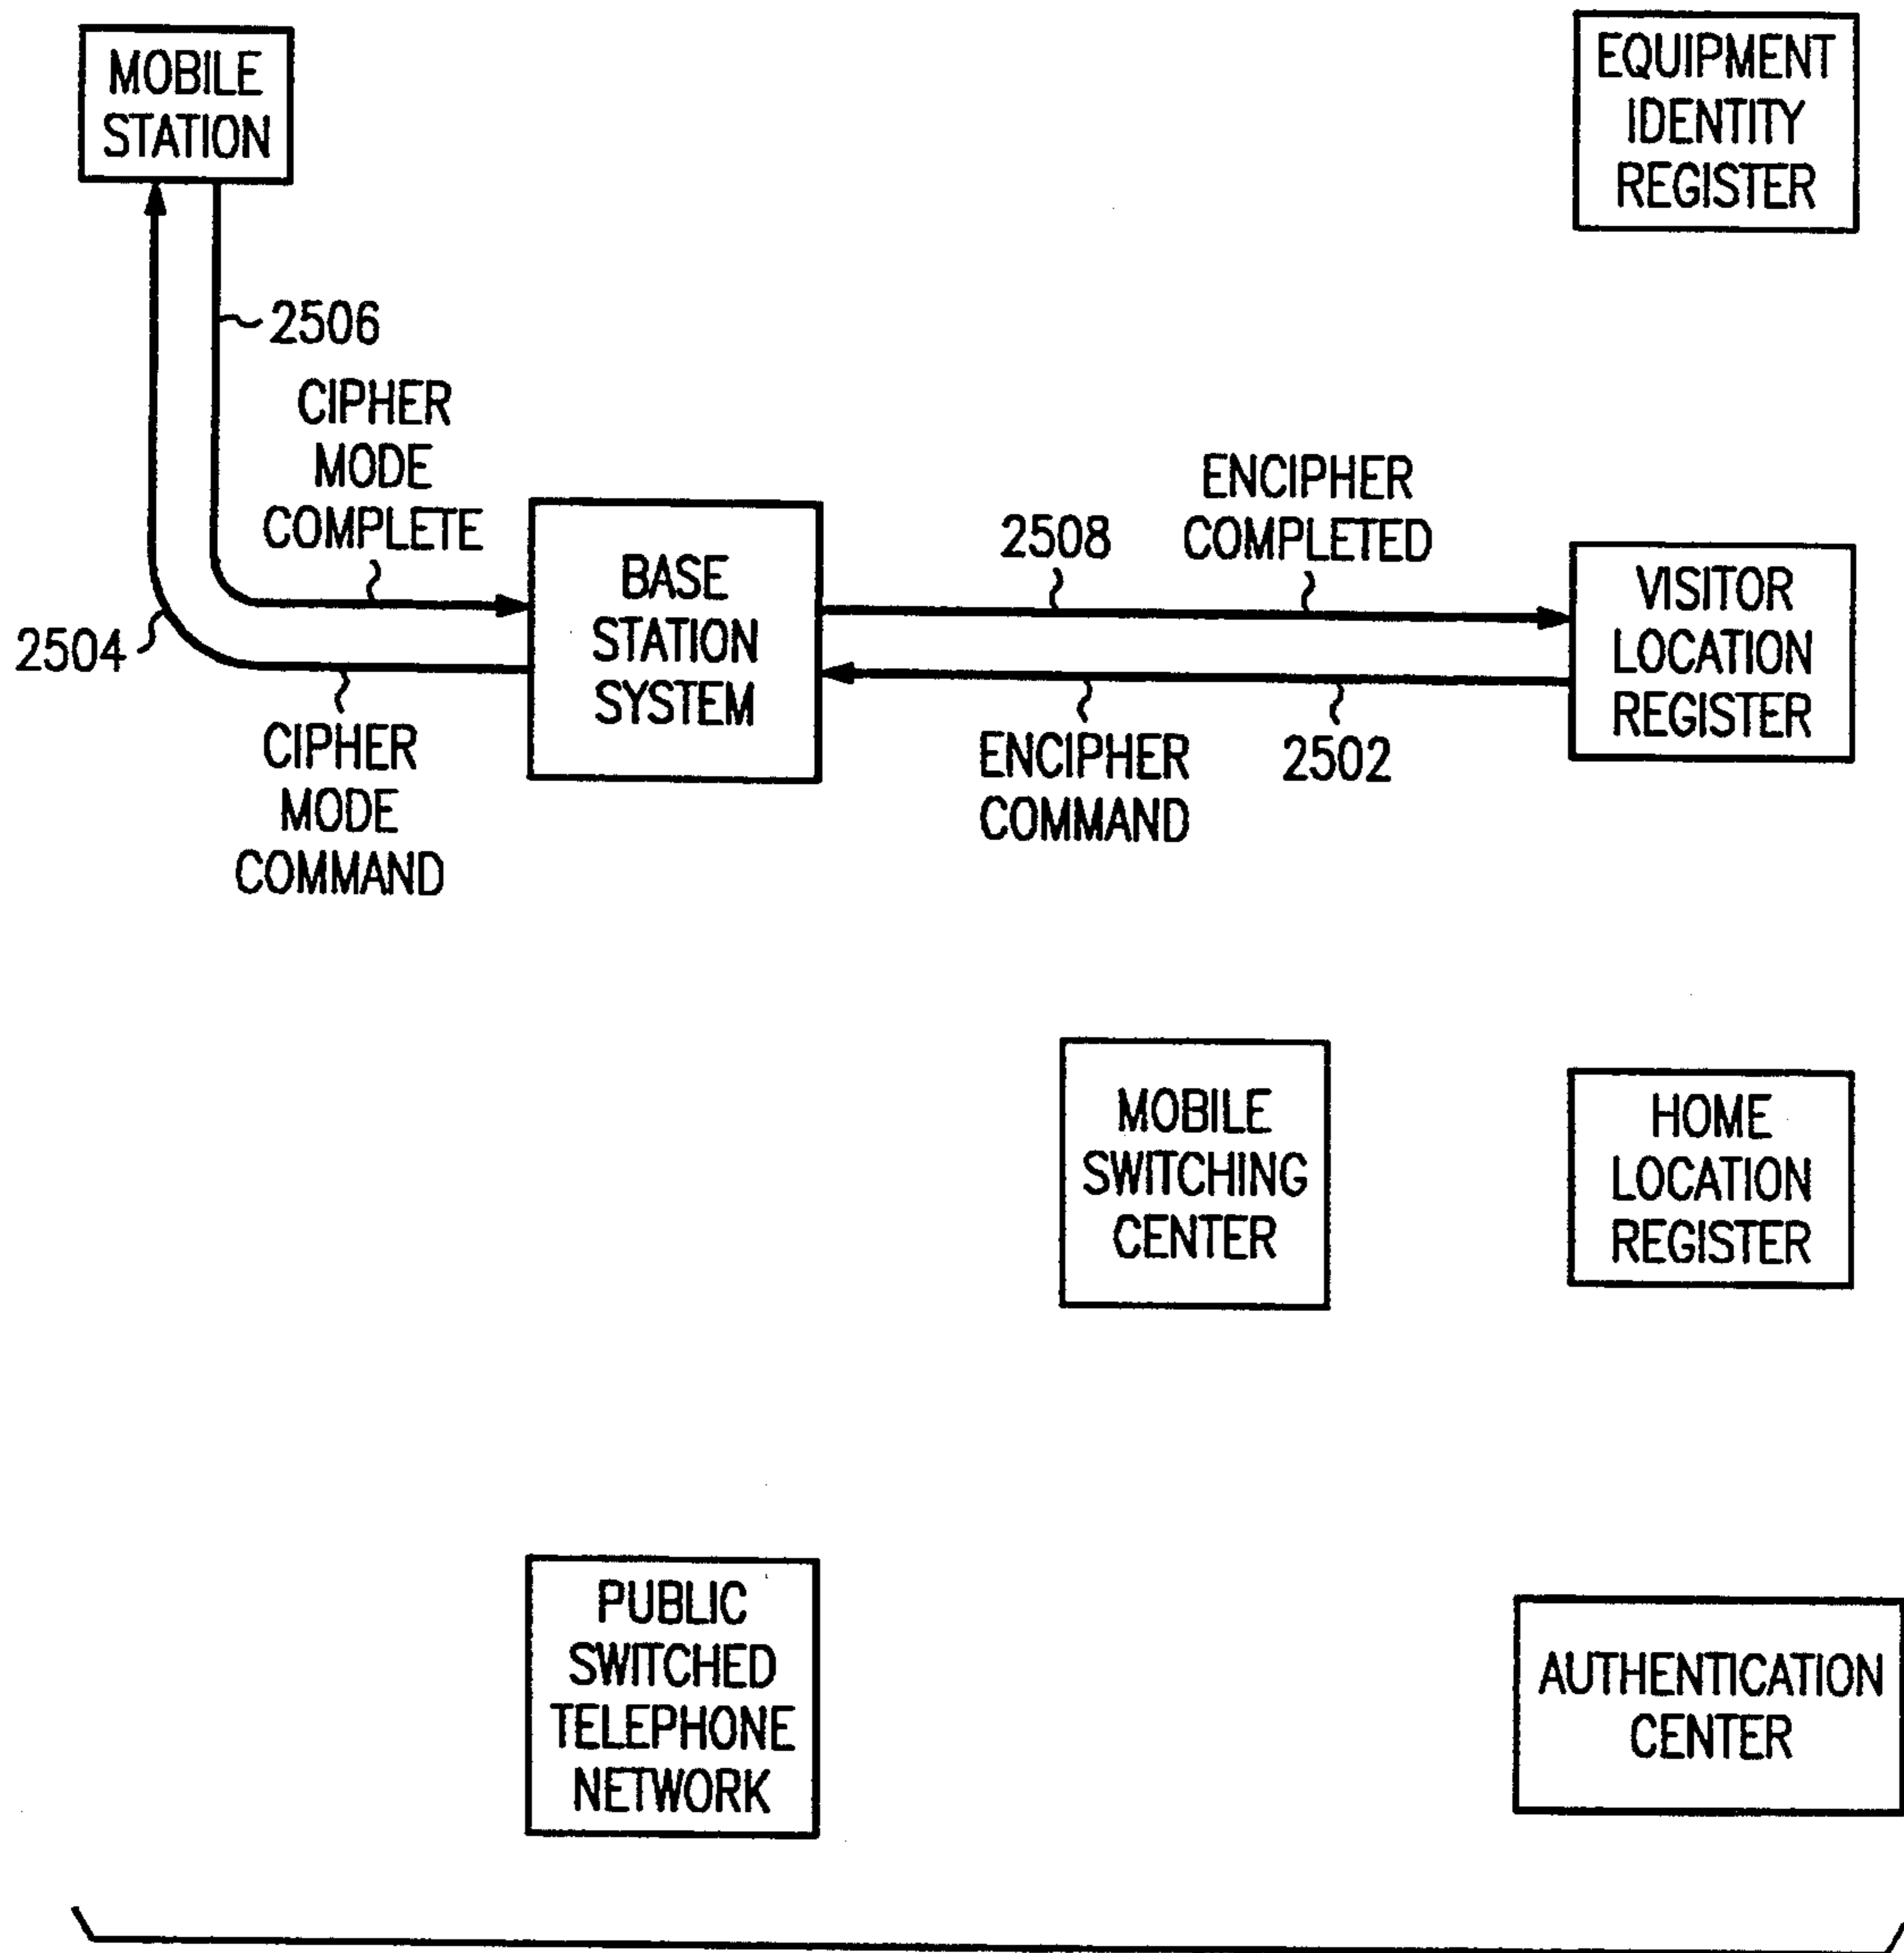 MOBILE
STATION
EQUIPMENT
IDENTITY
REGISTER
2506
CIPHER
MODE
COMPLETE
2504
CIPHER
MODE
COMMAND
BASE
STATION
SYSTEM
2508
ENCIPHER
COMPLETED
ENCIPHER
COMMAND
2502
VISITOR
LOCATION
REGISTER
MOBILE
SWITCHING
CENTER
HOME
LOCATION
REGISTER
PUBLIC
SWITCHED
TELEPHONE
NETWORK
AUTHENTICATION
CENTER